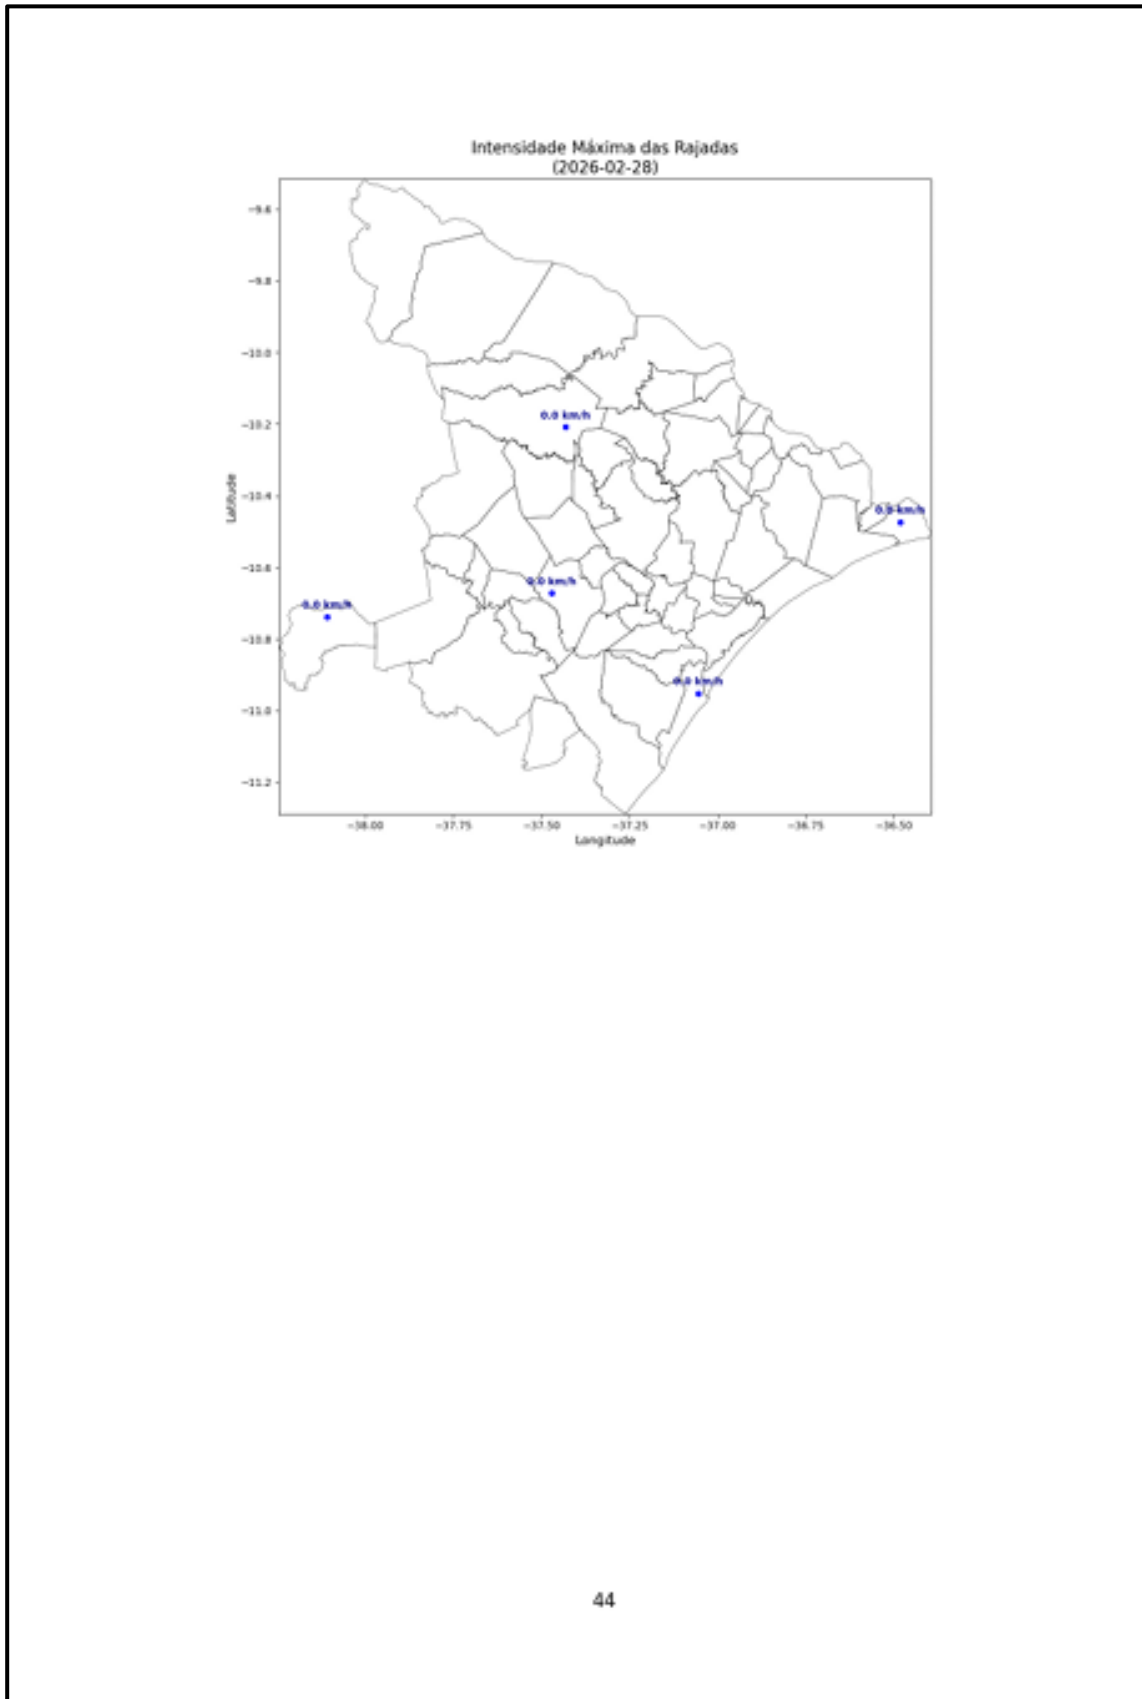 Intensidade Máxima das Rajadas
(2026-02-28)
−9.6
−9.8
−10.0
0.0 km/h
−10.2
−10.4
Latitude
0.0 km/h
−10.6
0.0 km/h
0.0 km/h
−10.8
0.0 km/h
−11.0
−11.2
−38.00 −37.75 −37.50 −37.25 −37.00 −36.75 −36.50
Longitude
44